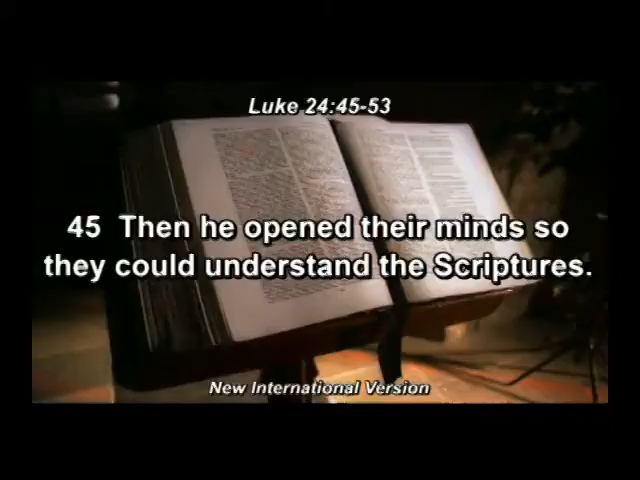 Luke 24:45-53
45 Then he opened their minds so
they could understand the Scriptures.
New International Version